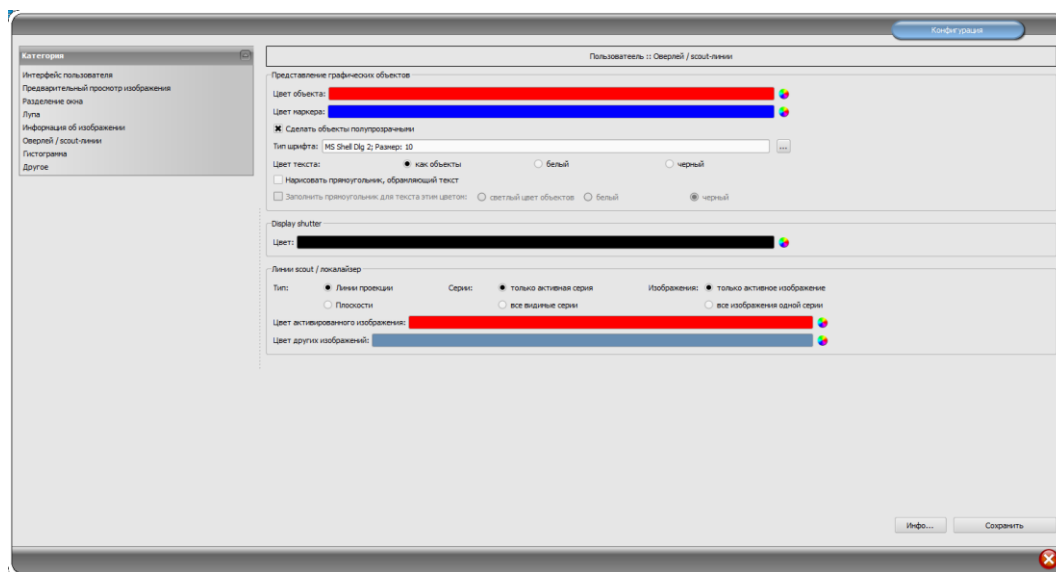 Конфигурация
Категория
Интерфейс пользователя
Предварительный просмотр изображения
Разделение окна
Лупа
Информация об изображении
Оверлей / scout-линии
Гистограмма
Другое
Пользоватеель :: Оверлей / scout-линии
Представление графических объектов
Цвет объекта:
Цвет маркера:
Сделать объекты полупрозрачными
Тип шрифта: MS Shell Dlg 2; Размер: 10 ...
Цвет текста: как объекты белый черный
Нарисовать прямоугольник, обрамляющий текст
Заполнить прямоугольник для текста этим цветом: светлый цвет объектов белый черный
Display shutter
Цвет:
Линии scout / локалайзер
Тип: Линии проекции Серии: только активная серия Изображения: только активное изображение
Плоскости все видимые серии все изображения одной серии
Цвет активированного изображения:
Цвет других изображений:
Инфо... Сохранить